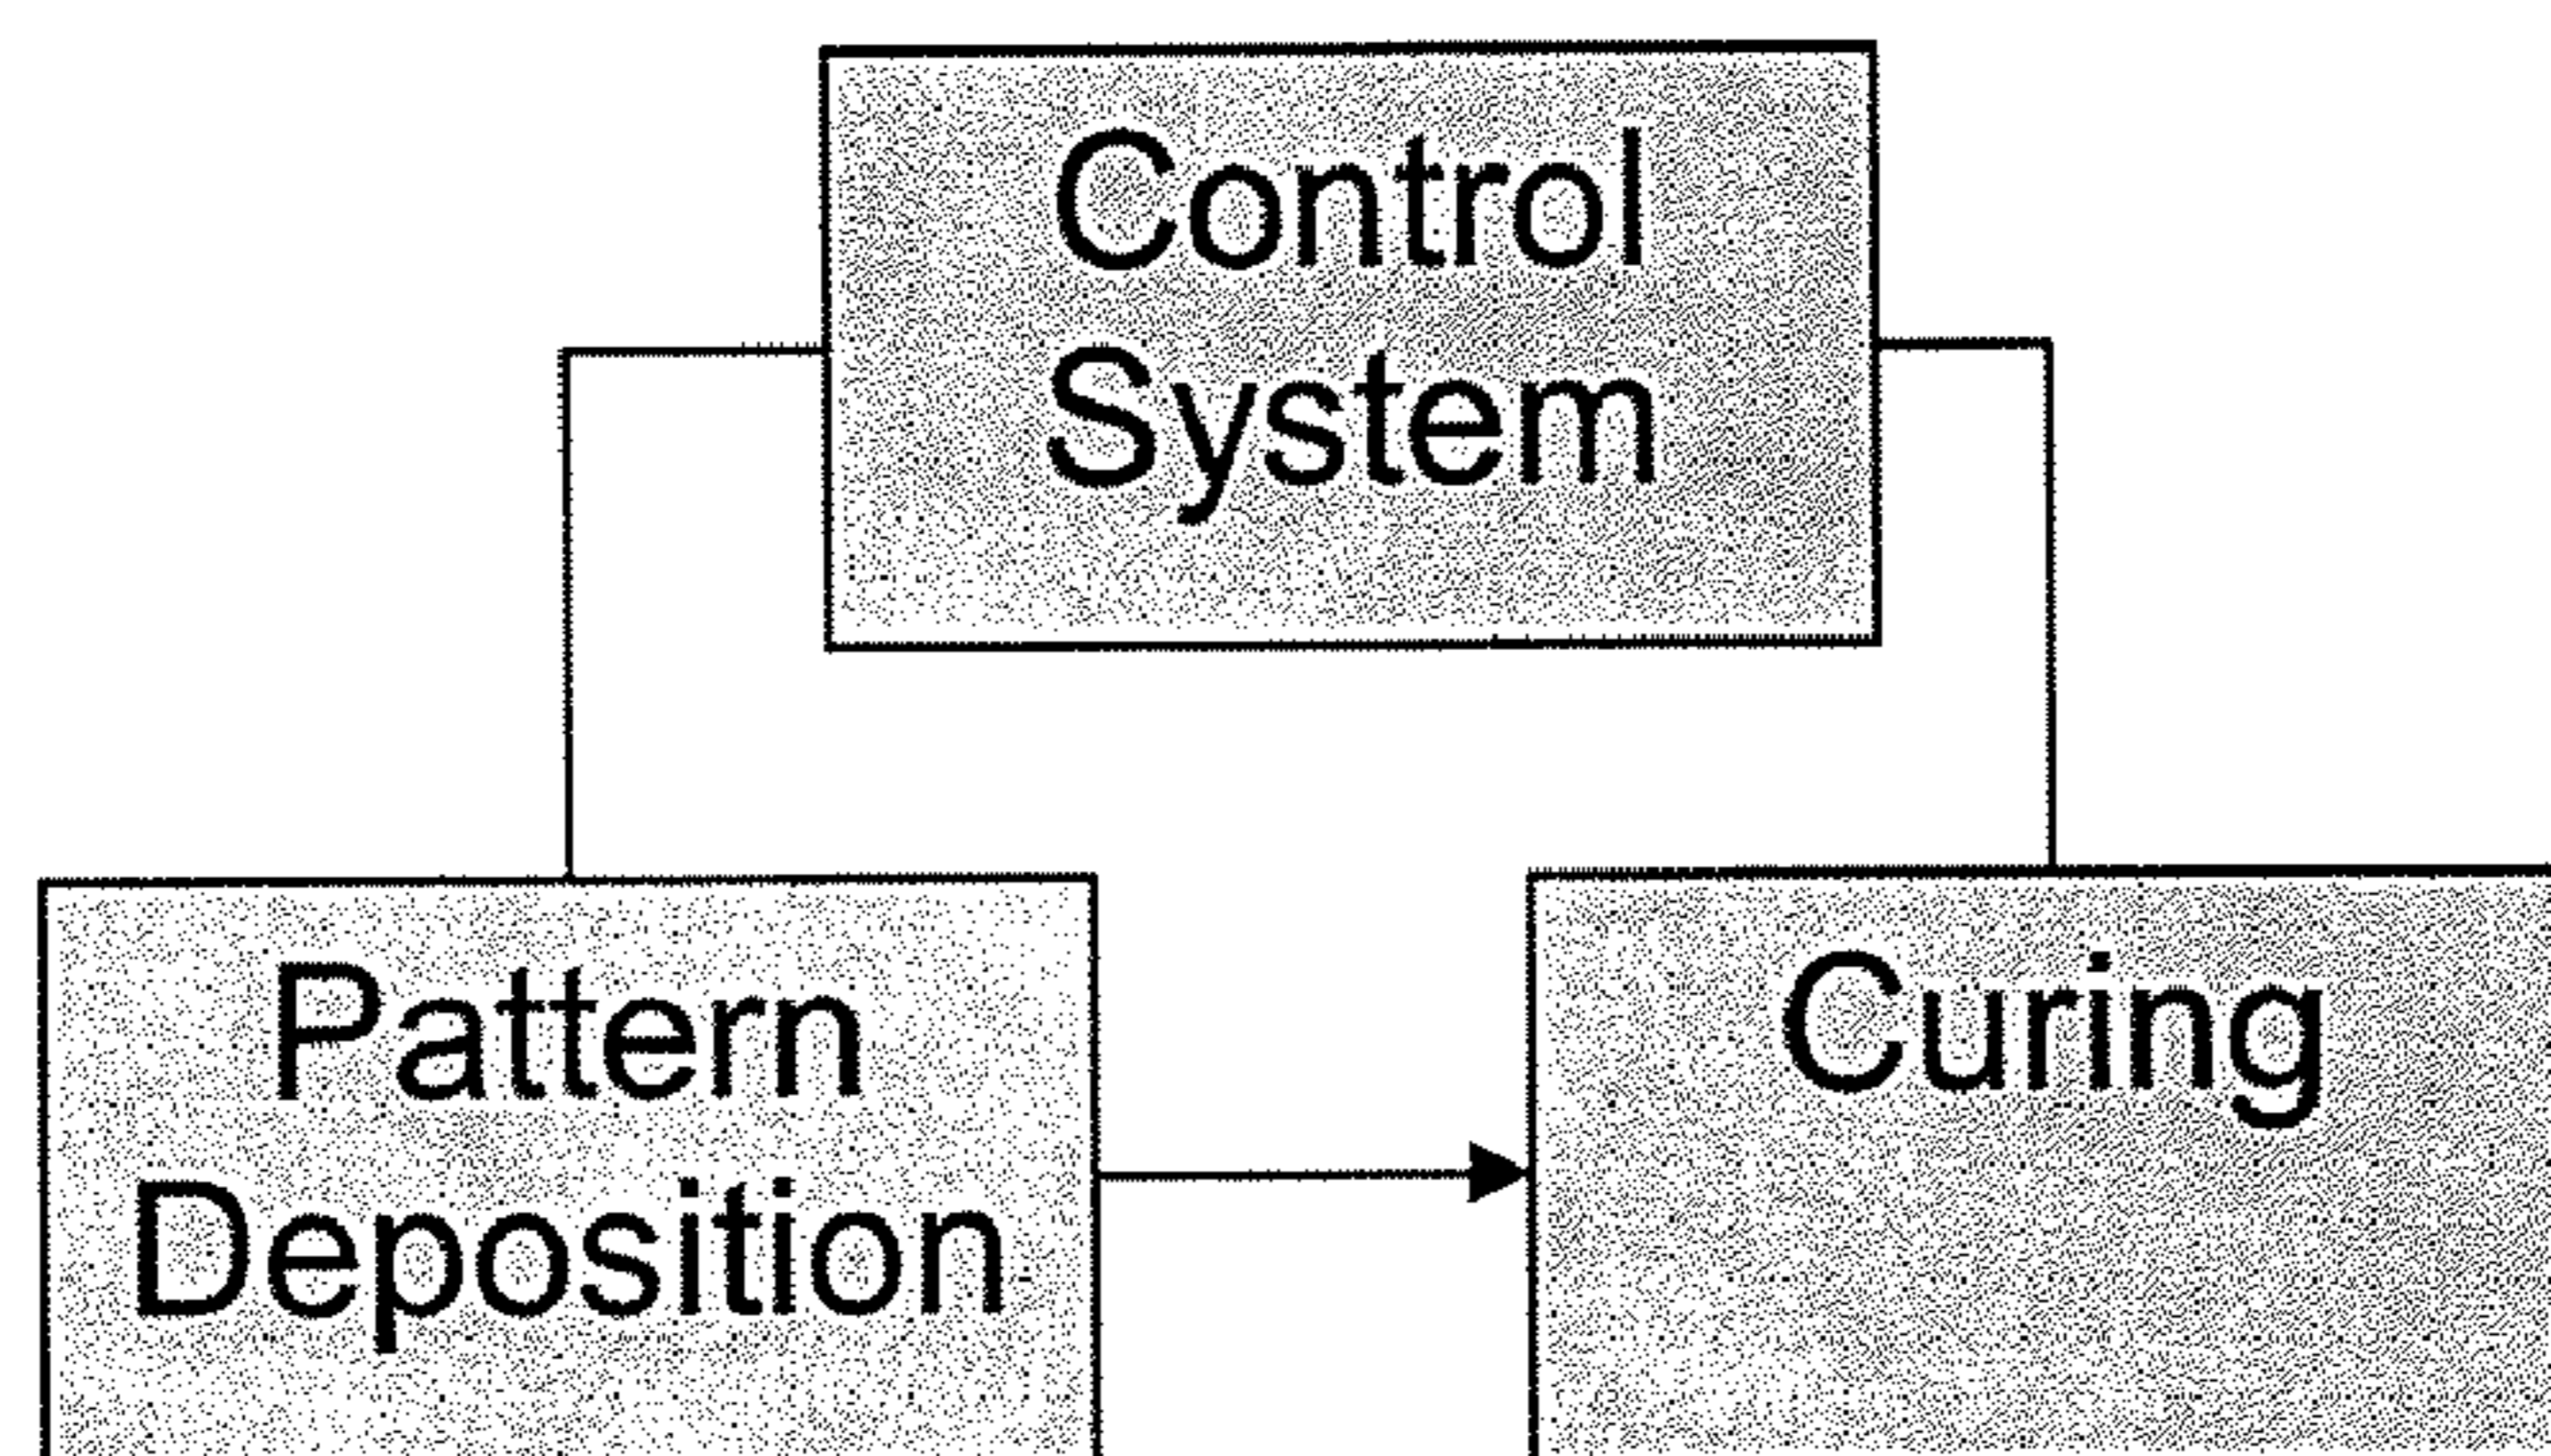 Control
System
Pattern
Deposition
Curing